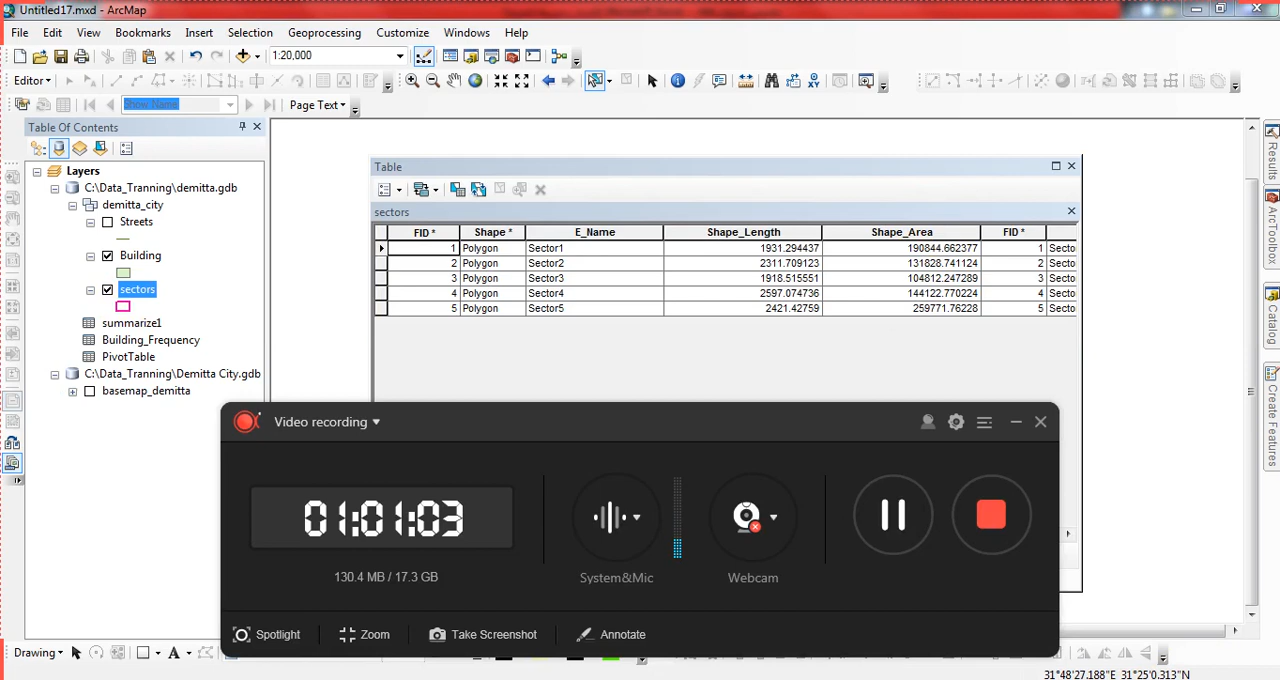 Untitled17.mxd - ArcMap
File Edit View Bookmarks Insert Selection Geoprocessing Customize Windows Help
1:20,000
Editor
Show Name Page Text
Table Of Contents
Layers
C:\Data_Tranning\demitta.gdb
demitta_city
Streets
Building
sectors
summarize1
Building_Frequency
PivotTable
C:\Data_Tranning\Demitta City.gdb
basemap_demitta
Table
sectors
FID * Shape * E_Name Shape_Length Shape_Area FID *
1 Polygon Sector1 1931.294437 190844.662377 1 Secto
2 Polygon Sector2 2311.709123 131828.741124 2 Secto
3 Polygon Sector3 1918.515551 104812.247289 3 Secto
4 Polygon Sector4 2597.074736 144122.770224 4 Secto
5 Polygon Sector5 2421.42759 259771.76228 5 Secto
Results
ArcToolbox
Catalog
Create Features
Video recording
01:01:03
130.4 MB / 17.3 GB
System&Mic
Webcam
Spotlight Zoom Take Screenshot Annotate
Drawing A
31°48'27.188"E 31°25'0.313"N